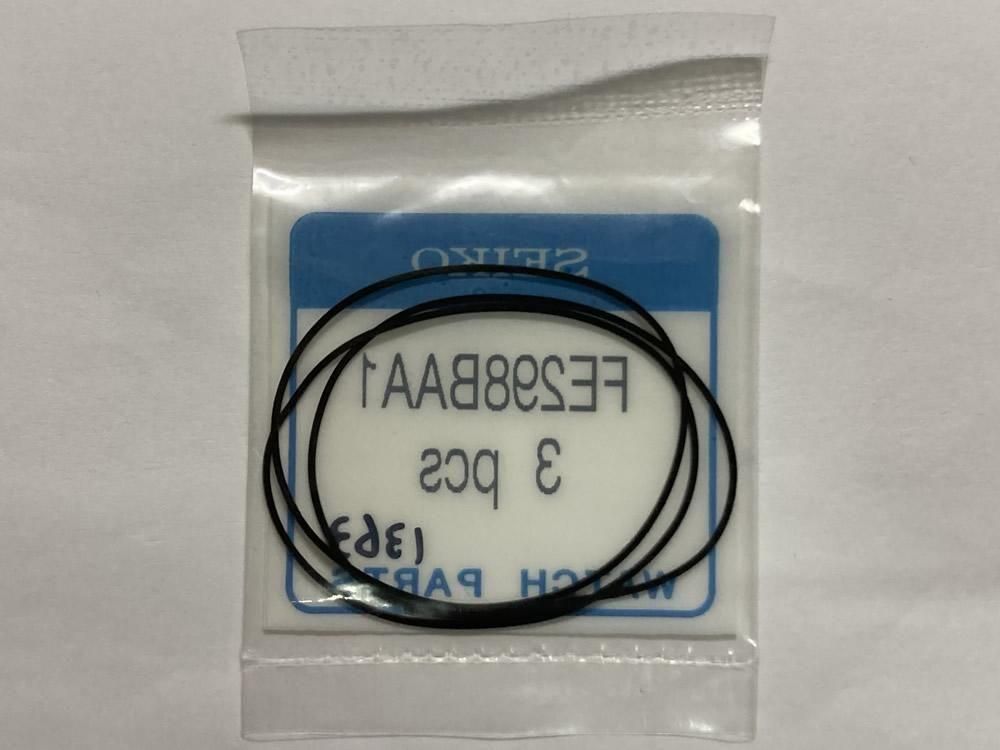 SEIKO
FE298BAA1
3 pcs
1363
WATCH PARTS